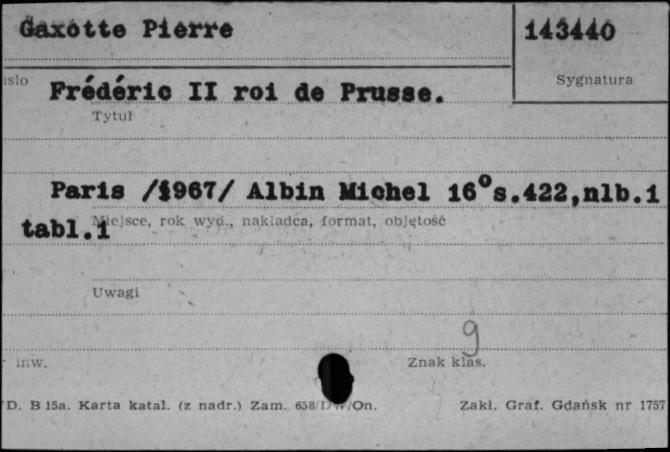 Gaxotte Pierre
143440
Sygnatura
Frédéric II roi de Prusse.
Tytuł
Paris /1967/ Albin Michel 16° s.422,nlb.1
Miejsce, rok wyd., nakładca, format, objętość
tabl.1
Uwagi
9
inw.
Znak klas.
D. B 15a. Karta katal. (z nadr.) Zam. /On.
Zakł. Graf. Gdańsk nr 1757